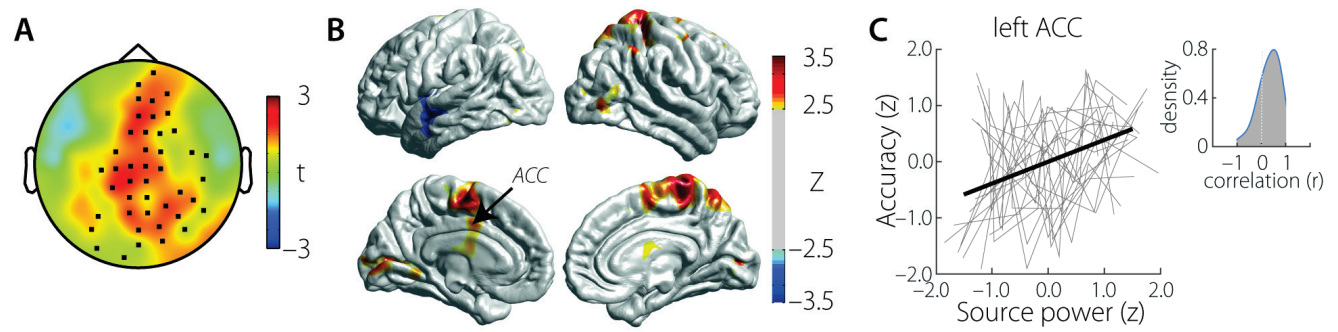 A
3
t
−3
B
ACC
3.5
2.5
Z
−2.5
−3.5
C
left ACC
2.0
1.0
0.0
−1.0
−2.0
Accuracy (z)
−2.0 −1.0 0.0 1.0 2.0
Source power (z)
0.8
0.4
0
desnsity
−1 0 1
correlation (r)